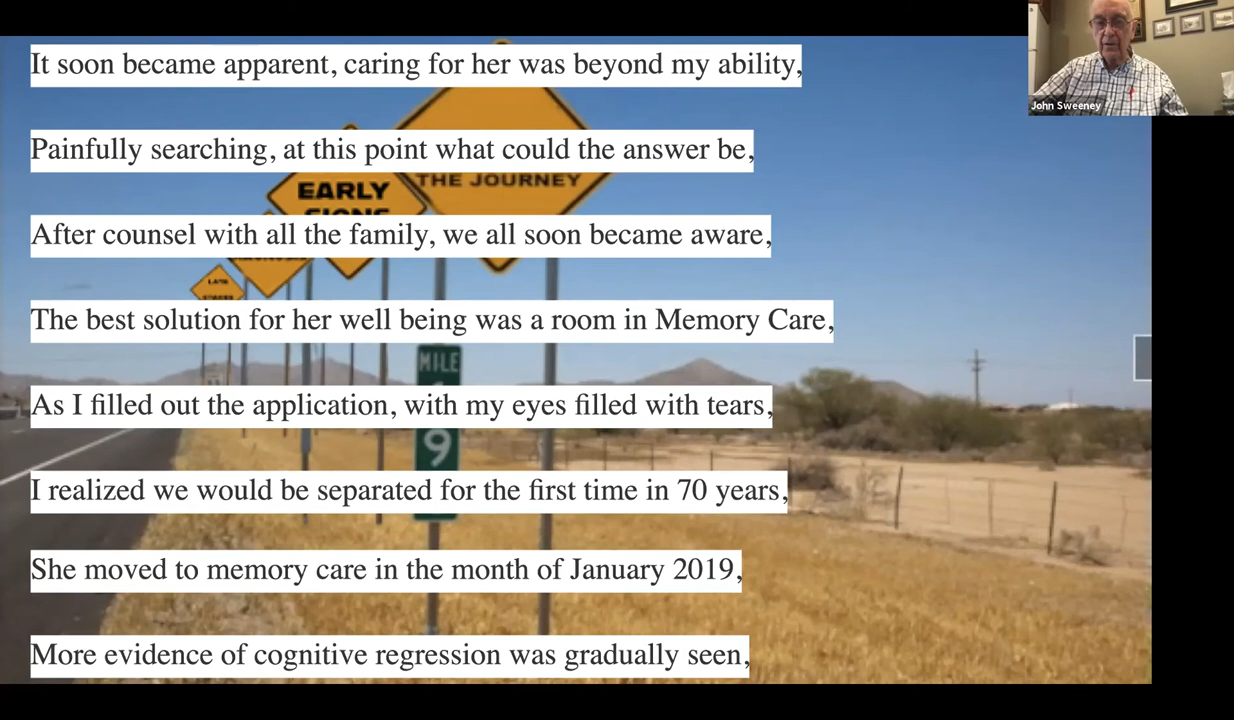 It soon became apparent, caring for her was beyond my ability,
John Sweeney
Painfully searching, at this point what could the answer be,
THE JOURNEY
EARLY
SIGNS
After counsel with all the family, we all soon became aware,
LATE
The best solution for her well being was a room in Memory Care,
MILE
As I filled out the application, with my eyes filled with tears,
9
I realized we would be separated for the first time in 70 years,
She moved to memory care in the month of January 2019,
More evidence of cognitive regression was gradually seen,